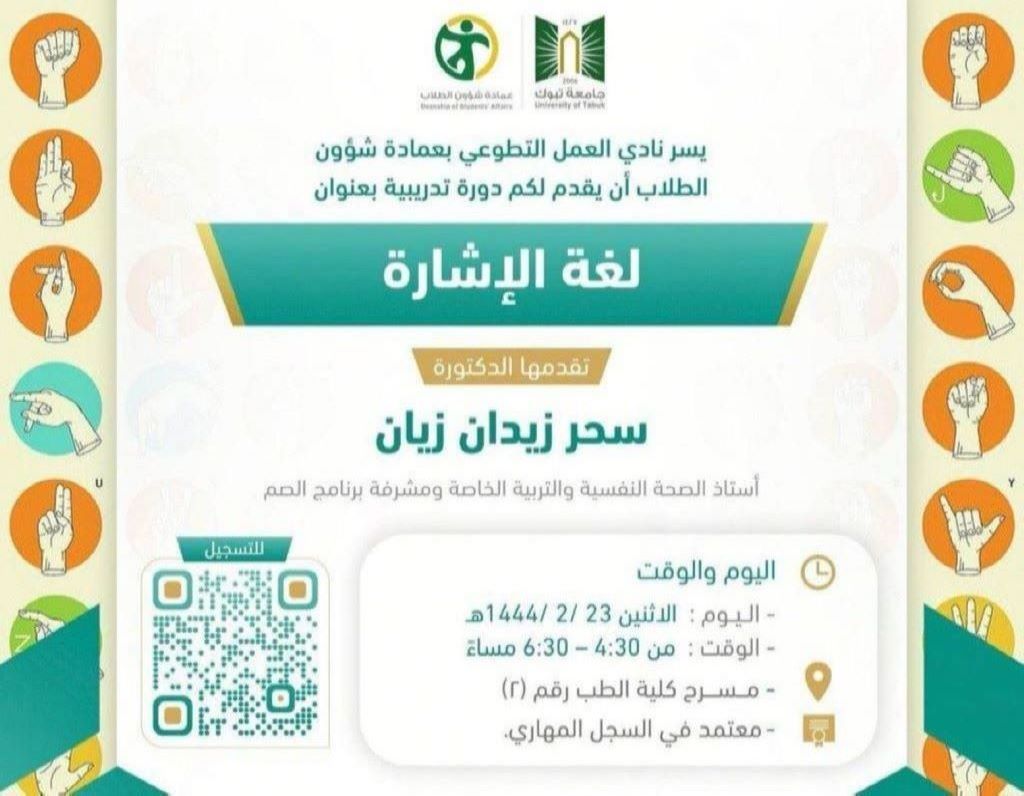 ١٤٢٧
2006
جامعة تبوك
University of Tabuk
عمادة شؤون الطلاب
Deanship of Students' Affairs
يسر نادي العمل التطوعي بعمادة شؤون
الطلاب أن يقدم لكم دورة تدريبية بعنوان
لغة الإشارة
تقدمها الدكتورة
سحر زيدان زيان
أستاذ الصحة النفسية والتربية الخاصة ومشرفة برنامج الصم
اليوم والوقت
- اليوم : الاثنين 23 /2 /1444هـ
- الوقت : من 4:30 – 6:30 مساءً
- مسرح كلية الطب رقم (٢)
- معتمد في السجل المهاري.
للتسجيل
U
Y
Z